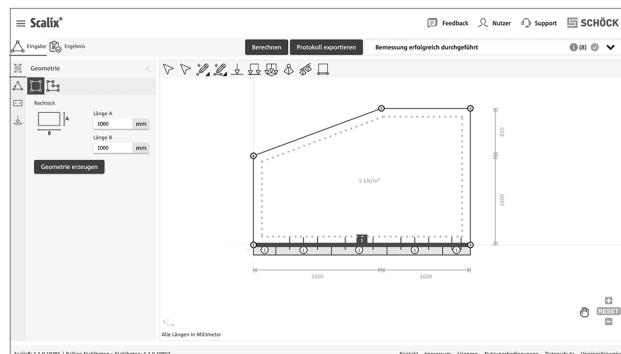 Scalix®
Feedback
Nutzer
Support
SCHÖCK
Eingabe
Ergebnis
Berechnen
Protokoll exportieren
Bemessung erfolgreich durchgeführt
(8)
Geometrie
Rechteck
A
B
Länge A
1000 mm
Länge B
1000 mm
Geometrie erzeugen
5 kN/m²
850
1600
2300
1600
RESET
Alle Längen in Millimeter